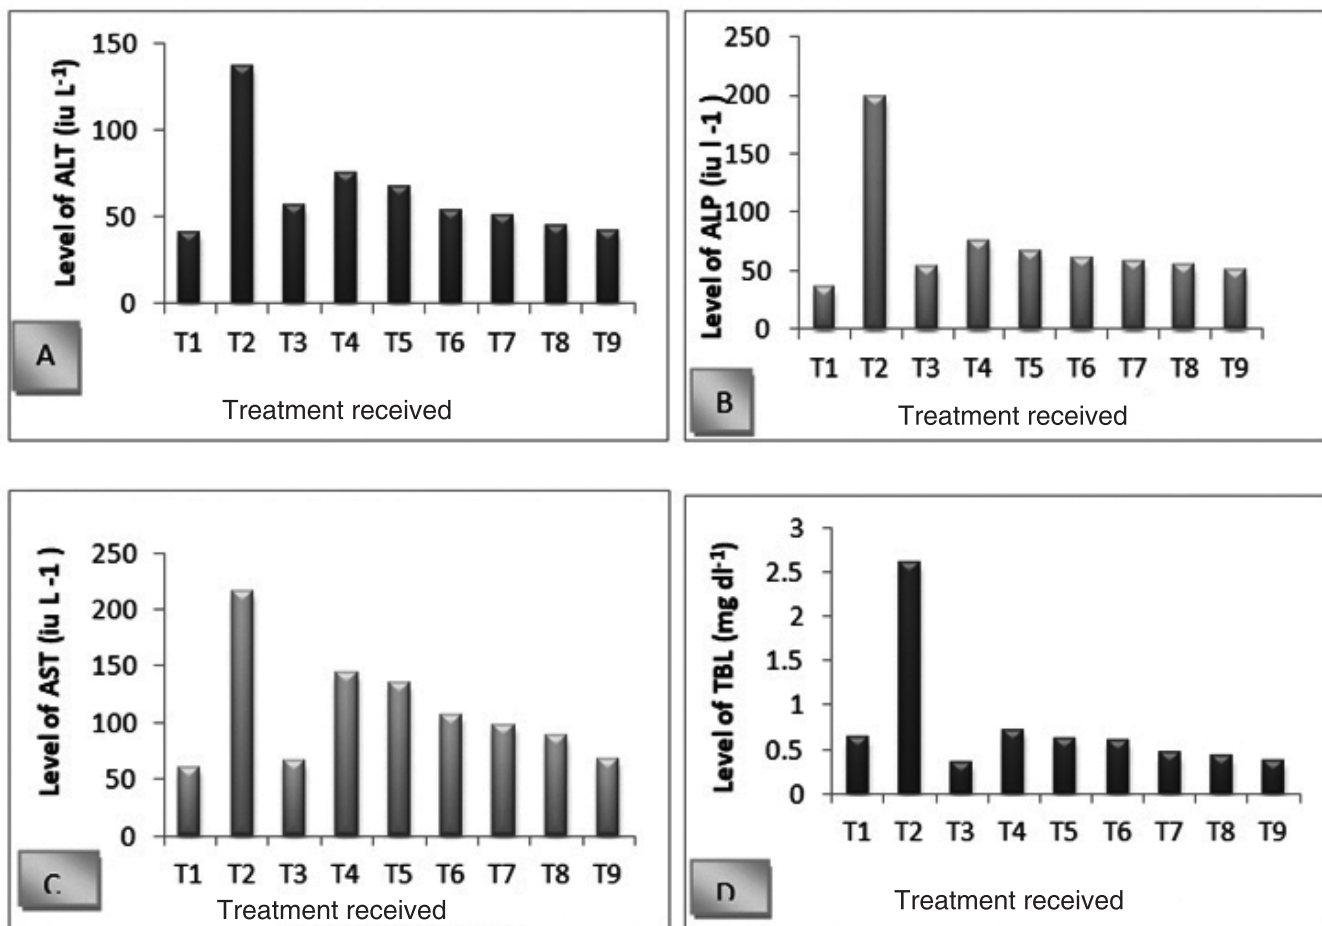 Level of ALT (iu L-1)
150
100
50
0
T1 T2 T3 T4 T5 T6 T7 T8 T9
A
Treatment received
Level of ALP (iu l -1 )
250
200
150
100
50
0
T1 T2 T3 T4 T5 T6 T7 T8 T9
B
Treatment received
Level of AST (iu L -1 )
250
200
150
100
50
0
T1 T2 T3 T4 T5 T6 T7 T8 T9
C
Treatment received
Level of TBL (mg dl-1)
3
2.5
2
1.5
1
0.5
0
T1 T2 T3 T4 T5 T6 T7 T8 T9
D
Treatment received